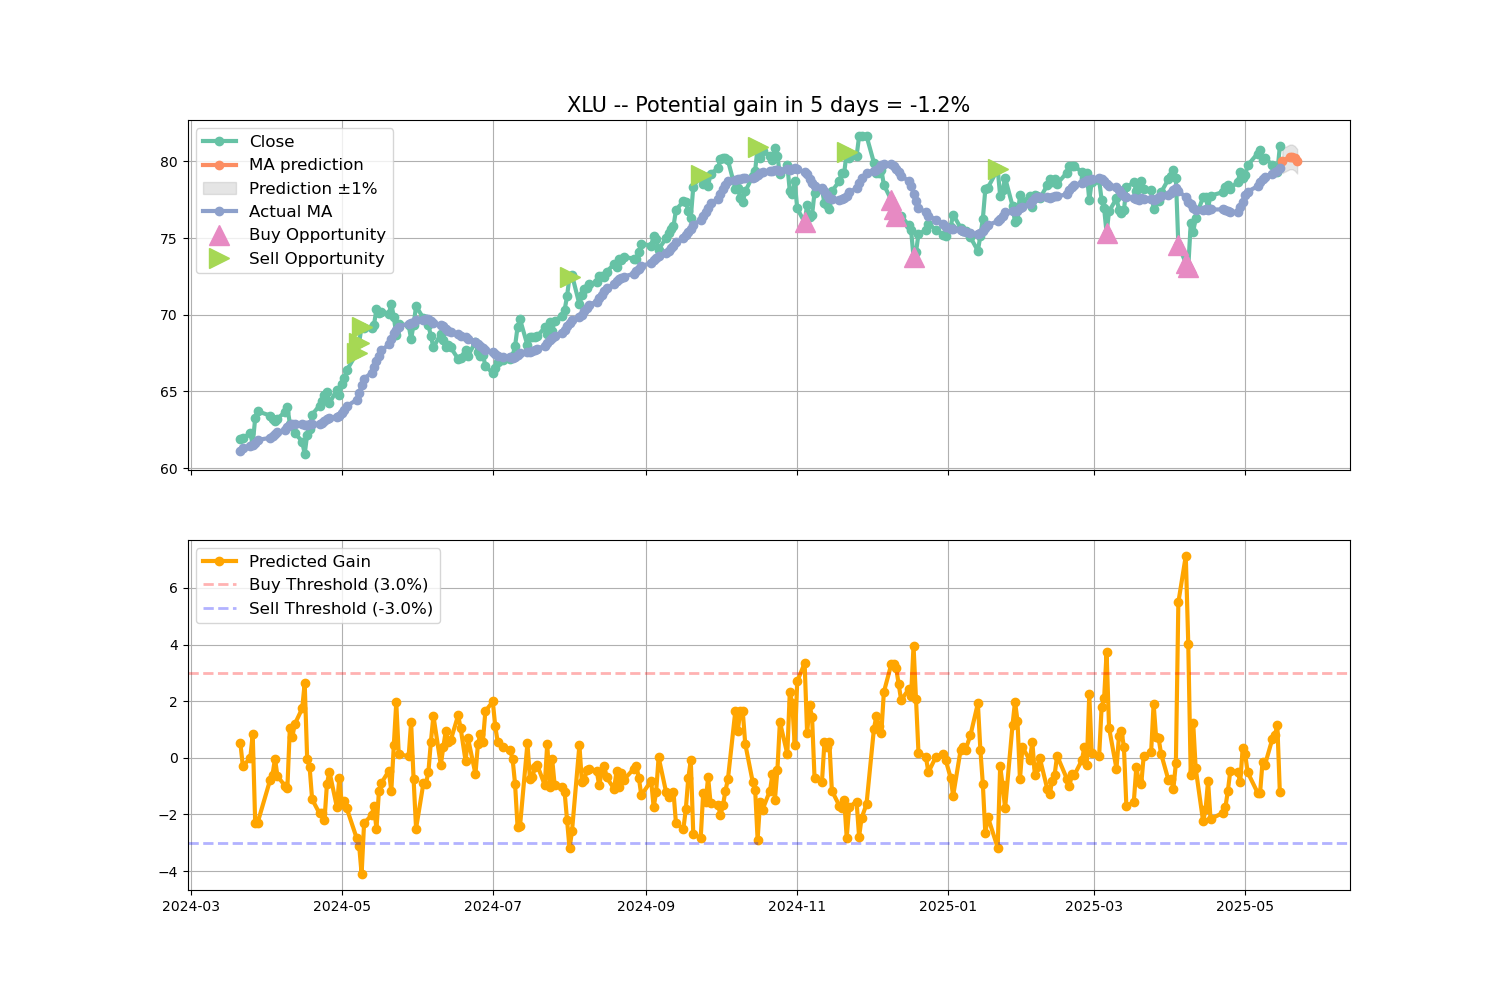 XLU -- Potential gain in 5 days = -1.2%
Close
MA prediction
Prediction ±1%
Actual MA
Buy Opportunity
Sell Opportunity
80
75
70
65
60
Predicted Gain
Buy Threshold (3.0%)
Sell Threshold (-3.0%)
6
4
2
0
−2
−4
2024-03 2024-05 2024-07 2024-09 2024-11 2025-01 2025-03 2025-05